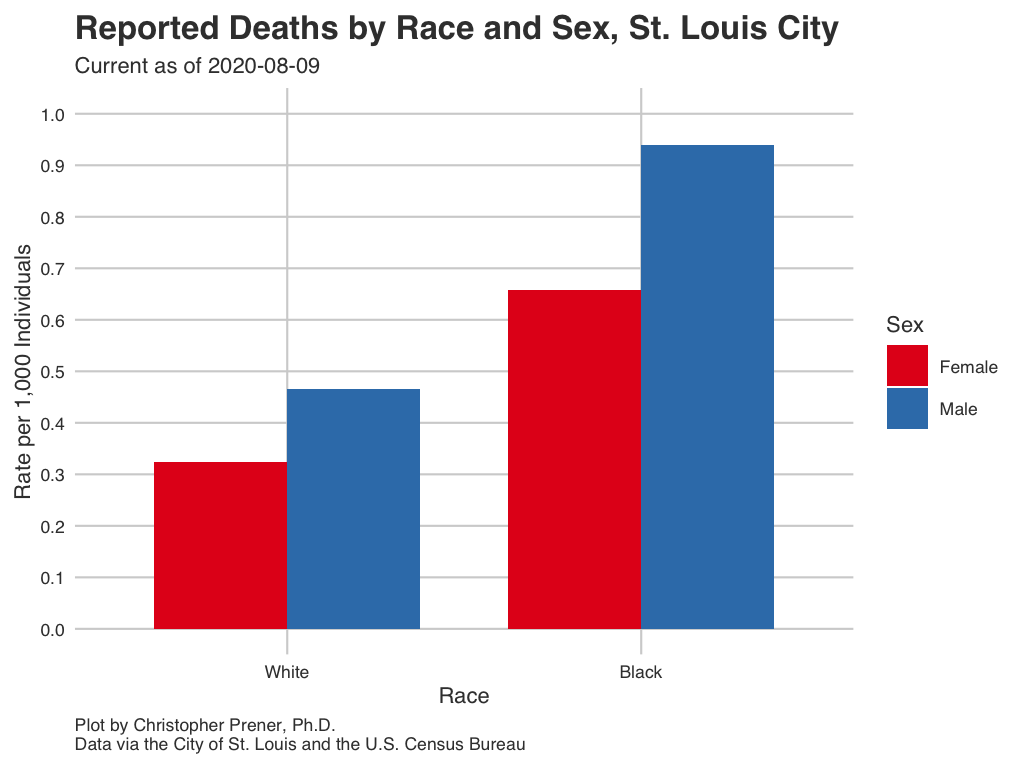 Reported Deaths by Race and Sex, St. Louis City
Current as of 2020-08-09
Rate per 1,000 Individuals
1.0
0.9
0.8
0.7
0.6
0.5
0.4
0.3
0.2
0.1
0.0
White
Black
Race
Sex
Female
Male
Plot by Christopher Prener, Ph.D.
Data via the City of St. Louis and the U.S. Census Bureau